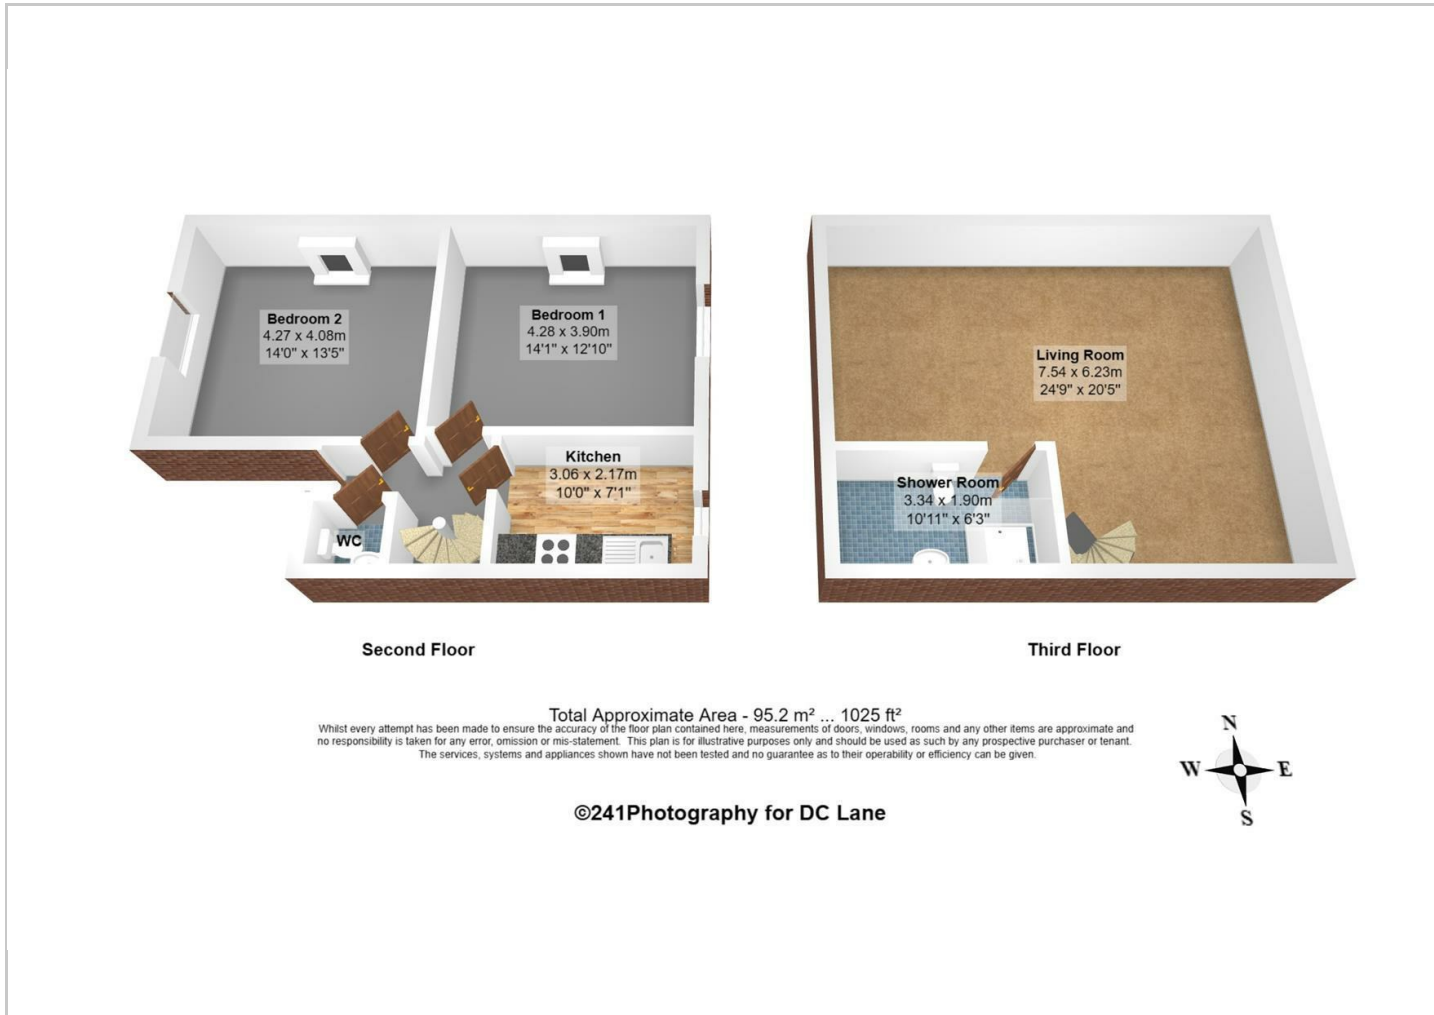 Bedroom 2
4.27 x 4.08m
14'0" x 13'5"
Bedroom 1
4.28 x 3.90m
14'1" x 12'10"
Kitchen
3.06 x 2.17m
10'0" x 7'1"
WC
Living Room
7.54 x 6.23m
24'9" x 20'5"
Shower Room
3.34 x 1.90m
10'11" x 6'3"
Second Floor
Third Floor
Total Approximate Area - 95.2 m² ... 1025 ft²
Whilst every attempt has been made to ensure the accuracy of the floor plan contained here, measurements of doors, windows, rooms and any other items are approximate and
no responsibility is taken for any error, omission or mis-statement. This plan is for illustrative purposes only and should be used as such by any prospective purchaser or tenant.
The services, systems and appliances shown have not been tested and no guarantee as to their operability or efficiency can be given.
©241Photography for DC Lane
N
W E
S